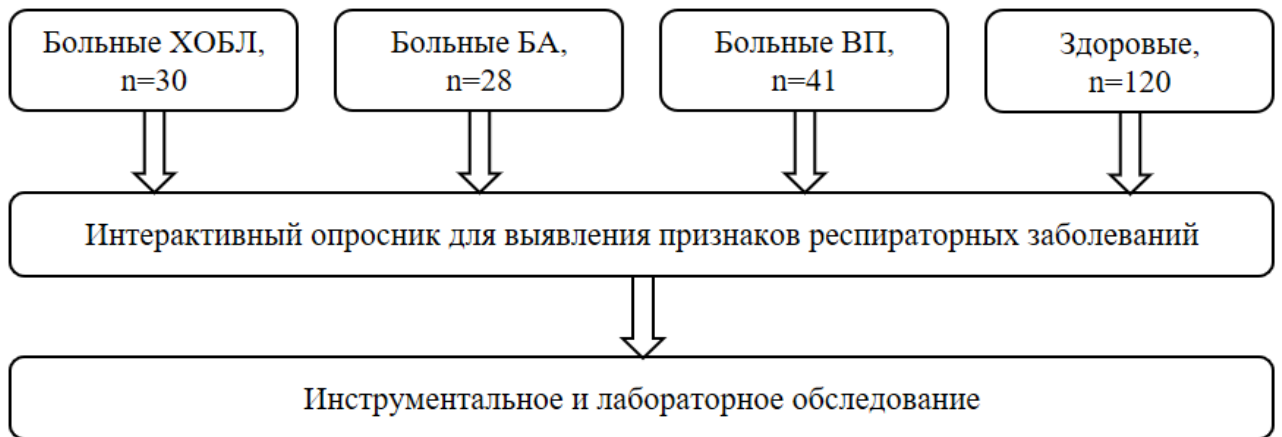 Больные ХОБЛ,
n=30
Больные БА,
n=28
Больные ВП,
n=41
Здоровые,
n=120
Интерактивный опросник для выявления признаков респираторных заболеваний
Инструментальное и лабораторное обследование